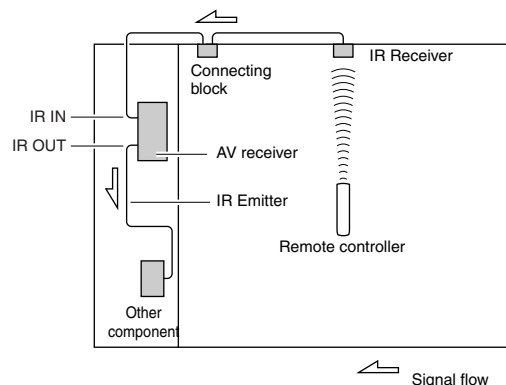 IR Receiver
Connecting
block
IR IN
IR OUT
AV receiver
IR Emitter
Remote controller
Other
component
Signal flow